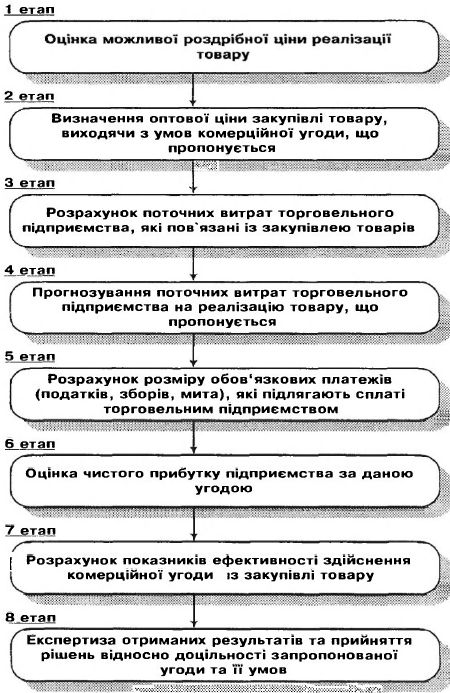 1 етап
Оцінка можливої роздрібної ціни реалізації
товару
2 етап
Визначення оптової ціни закупівлі товару,
виходячи з умов комерційної угоди, що
пропонується
3 етап
Розрахунок поточних витрат торговельного
підприємства, які пов`язані із закупівлею товарів
4 етап
Прогнозування поточних витрат торговельного
підприємства на реалізацію товару, що
пропонується
5 етап
Розрахунок розміру обов‘язкових платежів
(податків, зборів, мита), які підлягають сплаті
торговельним підприємством
6 етап
Оцінка чистого прибутку підприємства за даною
угодою
7 етап
Розрахунок показників ефективності здійснення
комерційної угоди із закупівлі товару
8 етап
Експертиза отриманих результатів та прийняття
рішень відносно доцільності запропонованої
угоди та її умов